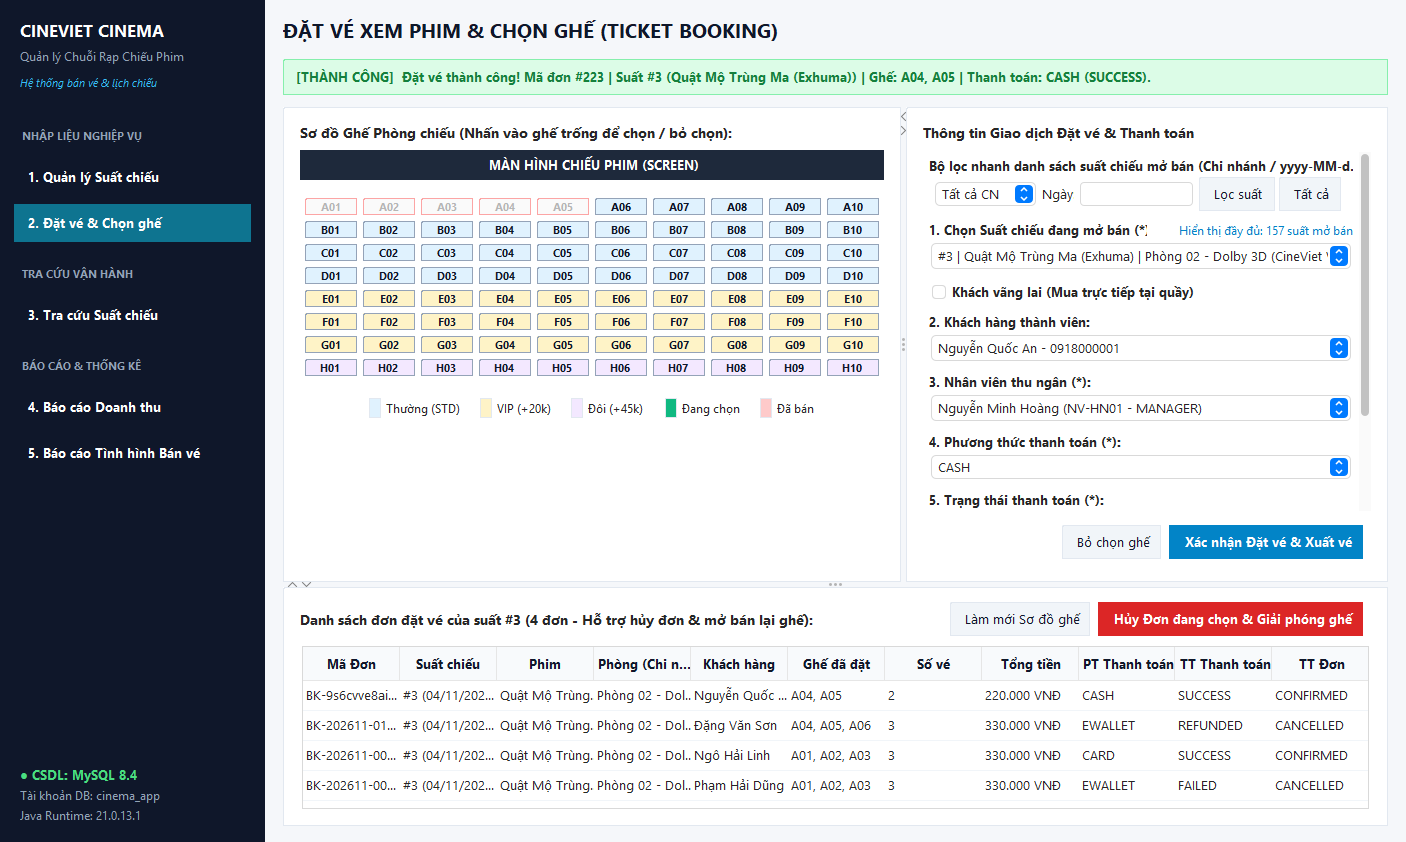 CINEVIET CINEMA
Quản lý Chuỗi Rạp Chiếu Phim
Hệ thống bán vé & lịch chiếu
NHẬP LIỆU NGHIỆP VỤ
1. Quản lý Suất chiếu
2. Đặt vé & Chọn ghế
TRA CỨU VẬN HÀNH
3. Tra cứu Suất chiếu
BÁO CÁO & THỐNG KÊ
4. Báo cáo Doanh thu
5. Báo cáo Tình hình Bán vé
● CSDL: MySQL 8.4
Tài khoản DB: cinema_app
Java Runtime: 21.0.13.1
ĐẶT VÉ XEM PHIM & CHỌN GHẾ (TICKET BOOKING)
[THÀNH CÔNG] Đặt vé thành công! Mã đơn #223 | Suất #3 (Quật Mộ Trùng Ma (Exhuma)) | Ghế: A04, A05 | Thanh toán: CASH (SUCCESS).
Sơ đồ Ghế Phòng chiếu (Nhấn vào ghế trống để chọn / bỏ chọn):
MÀN HÌNH CHIẾU PHIM (SCREEN)
A01 A02 A03 A04 A05 A06 A07 A08 A09 A10
B01 B02 B03 B04 B05 B06 B07 B08 B09 B10
C01 C02 C03 C04 C05 C06 C07 C08 C09 C10
D01 D02 D03 D04 D05 D06 D07 D08 D09 D10
E01 E02 E03 E04 E05 E06 E07 E08 E09 E10
F01 F02 F03 F04 F05 F06 F07 F08 F09 F10
G01 G02 G03 G04 G05 G06 G07 G08 G09 G10
H01 H02 H03 H04 H05 H06 H07 H08 H09 H10
Thường (STD) VIP (+20k) Đôi (+45k) Đang chọn Đã bán
Thông tin Giao dịch Đặt vé & Thanh toán
Bộ lọc nhanh danh sách suất chiếu mở bán (Chi nhánh / yyyy-MM-d.
Tất cả CN Ngày Lọc suất Tất cả
1. Chọn Suất chiếu đang mở bán (*) Hiển thị đầy đủ: 157 suất mở bán
#3 | Quật Mộ Trùng Ma (Exhuma) | Phòng 02 - Dolby 3D (CineViet
Khách vãng lai (Mua trực tiếp tại quầy)
2. Khách hàng thành viên:
Nguyễn Quốc An - 0918000001
3. Nhân viên thu ngân (*):
Nguyễn Minh Hoàng (NV-HN01 - MANAGER)
4. Phương thức thanh toán (*):
CASH
5. Trạng thái thanh toán (*):
Bỏ chọn ghế Xác nhận Đặt vé & Xuất vé
Danh sách đơn đặt vé của suất #3 (4 đơn - Hỗ trợ hủy đơn & mở bán lại ghế):
Làm mới Sơ đồ ghế Hủy Đơn đang chọn & Giải phóng ghế
Mã Đơn Suất chiếu Phim Phòng (Chi n... Khách hàng Ghế đã đặt Số vé Tổng tiền PT Thanh toán TT Thanh toán TT Đơn
BK-9s6cvve8ai... #3 (04/11/202... Quật Mộ Trùng. Phòng 02 - Dol.. Nguyễn Quốc ... A04, A05 2 220.000 VNĐ CASH SUCCESS CONFIRMED
BK-202611-01... #3 (04/11/202... Quật Mộ Trùng. Phòng 02 - Dol.. Đặng Văn Sơn A04, A05, A06 3 330.000 VNĐ EWALLET REFUNDED CANCELLED
BK-202611-00... #3 (04/11/202... Quật Mộ Trùng. Phòng 02 - Dol.. Ngô Hải Linh A01, A02, A03 3 330.000 VNĐ CARD SUCCESS CONFIRMED
BK-202611-00... #3 (04/11/202... Quật Mộ Trùng. Phòng 02 - Dol.. Phạm Hải Dũng A01, A02, A03 3 330.000 VNĐ EWALLET FAILED CANCELLED